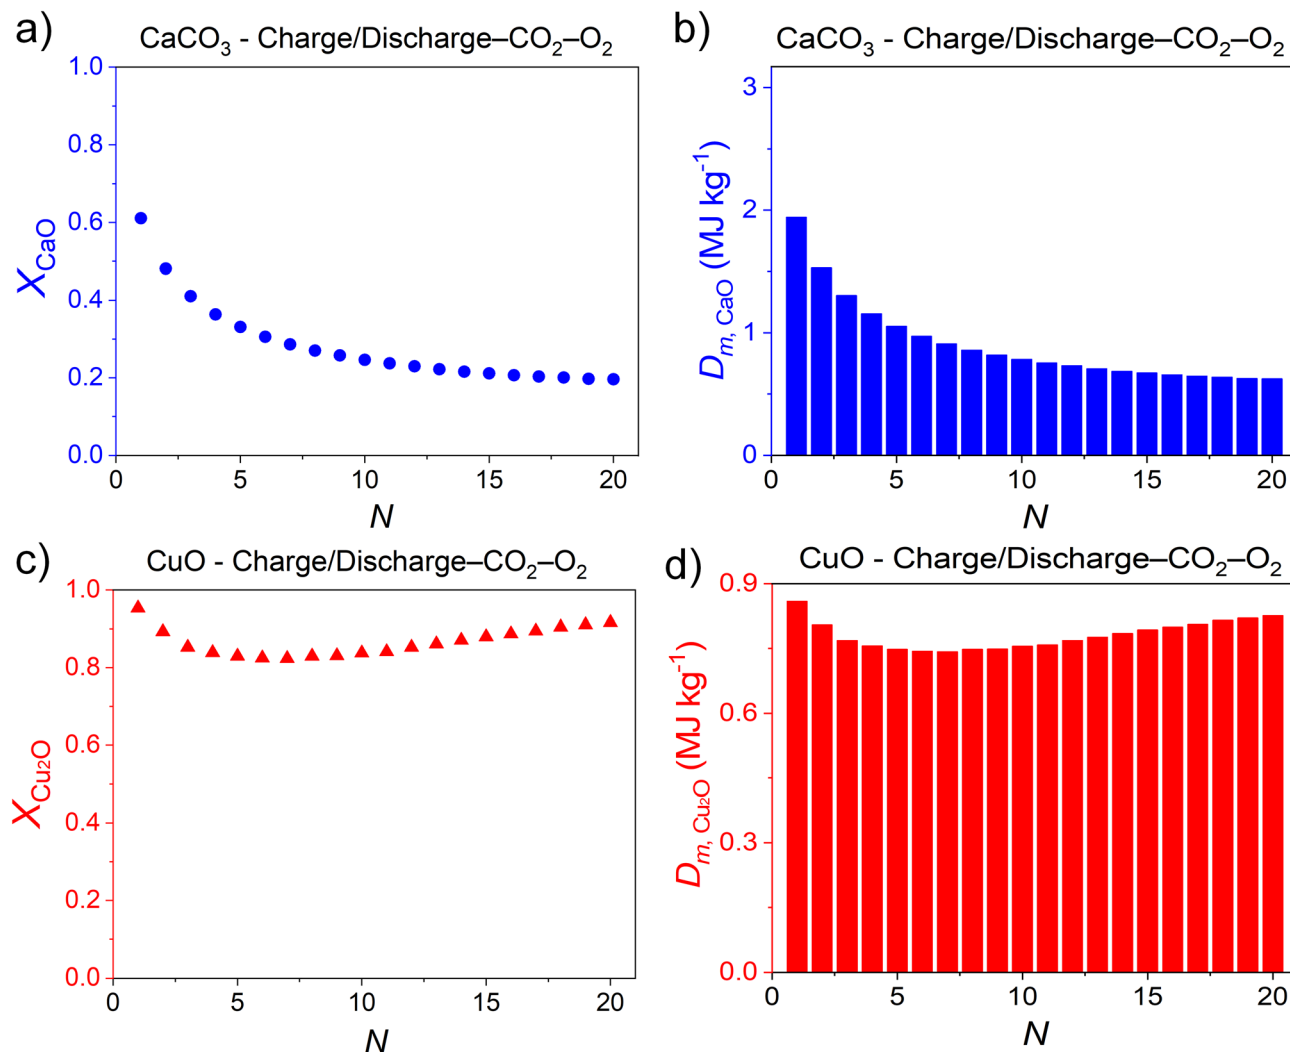 a)
CaCO₃ - Charge/Discharge–CO₂–O₂
1.0
0.8
0.6
0.4
0.2
0.0
X_CaO
0 5 10 15 20
N
b)
CaCO₃ - Charge/Discharge–CO₂–O₂
3
2
1
0
D_m, CaO (MJ kg⁻¹)
0 5 10 15 20
N
c)
CuO - Charge/Discharge–CO₂–O₂
1.0
0.8
0.6
0.4
0.2
0.0
X_Cu₂O
0 5 10 15 20
N
d)
CuO - Charge/Discharge–CO₂–O₂
0.9
0.6
0.3
0.0
D_m, Cu₂O (MJ kg⁻¹)
0 5 10 15 20
N